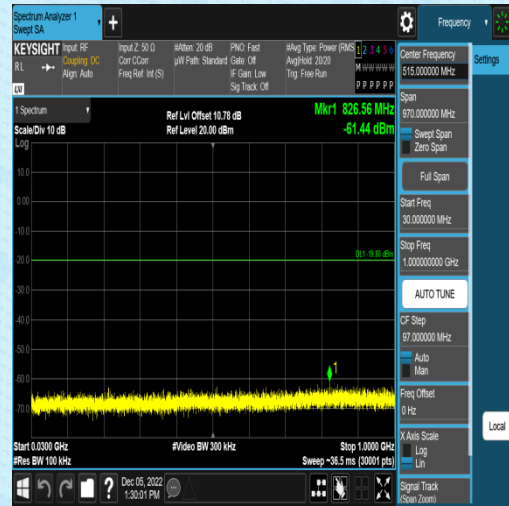 Spectrum Analyzer 1
Swept SA
Frequency
KEYSIGHT
RL
Input: RF
Coupling: DC
Align: Auto
Input Z: 50 Ω
Corr CCorr
Freq Ref: Int (S)
#Atten: 20 dB
µW Path: Standard
PNO: Fast
Gate: Off
IF Gain: Low
Sig Track: Off
#Avg Type: Power (RMS
Avg|Hold: 20/20
Trig: Free Run
1 2 3 4 5 6
M W W W W W
P P P P P P
LXI
1 Spectrum
Scale/Div 10 dB
Log
Ref Lvl Offset 10.78 dB
Ref Level 20.00 dBm
Mkr1 826.56 MHz
-61.44 dBm
10.0
0.00
-10.0
-20.0
-30.0
-40.0
-50.0
-60.0
-70.0
DL1 -19.80 dBm
1
Start 0.0300 GHz
#Res BW 100 kHz
#Video BW 300 kHz
Stop 1.0000 GHz
Sweep ~36.5 ms (30001 pts)
Dec 05, 2022
1:30:01 PM
Center Frequency
515.000000 MHz
Span
970.000000 MHz
Swept Span
Zero Span
Full Span
Start Freq
30.000000 MHz
Stop Freq
1.000000000 GHz
AUTO TUNE
CF Step
97.000000 MHz
Auto
Man
Freq Offset
0 Hz
X Axis Scale
Log
Lin
Signal Track
(Span Zoom)
Settings
Local